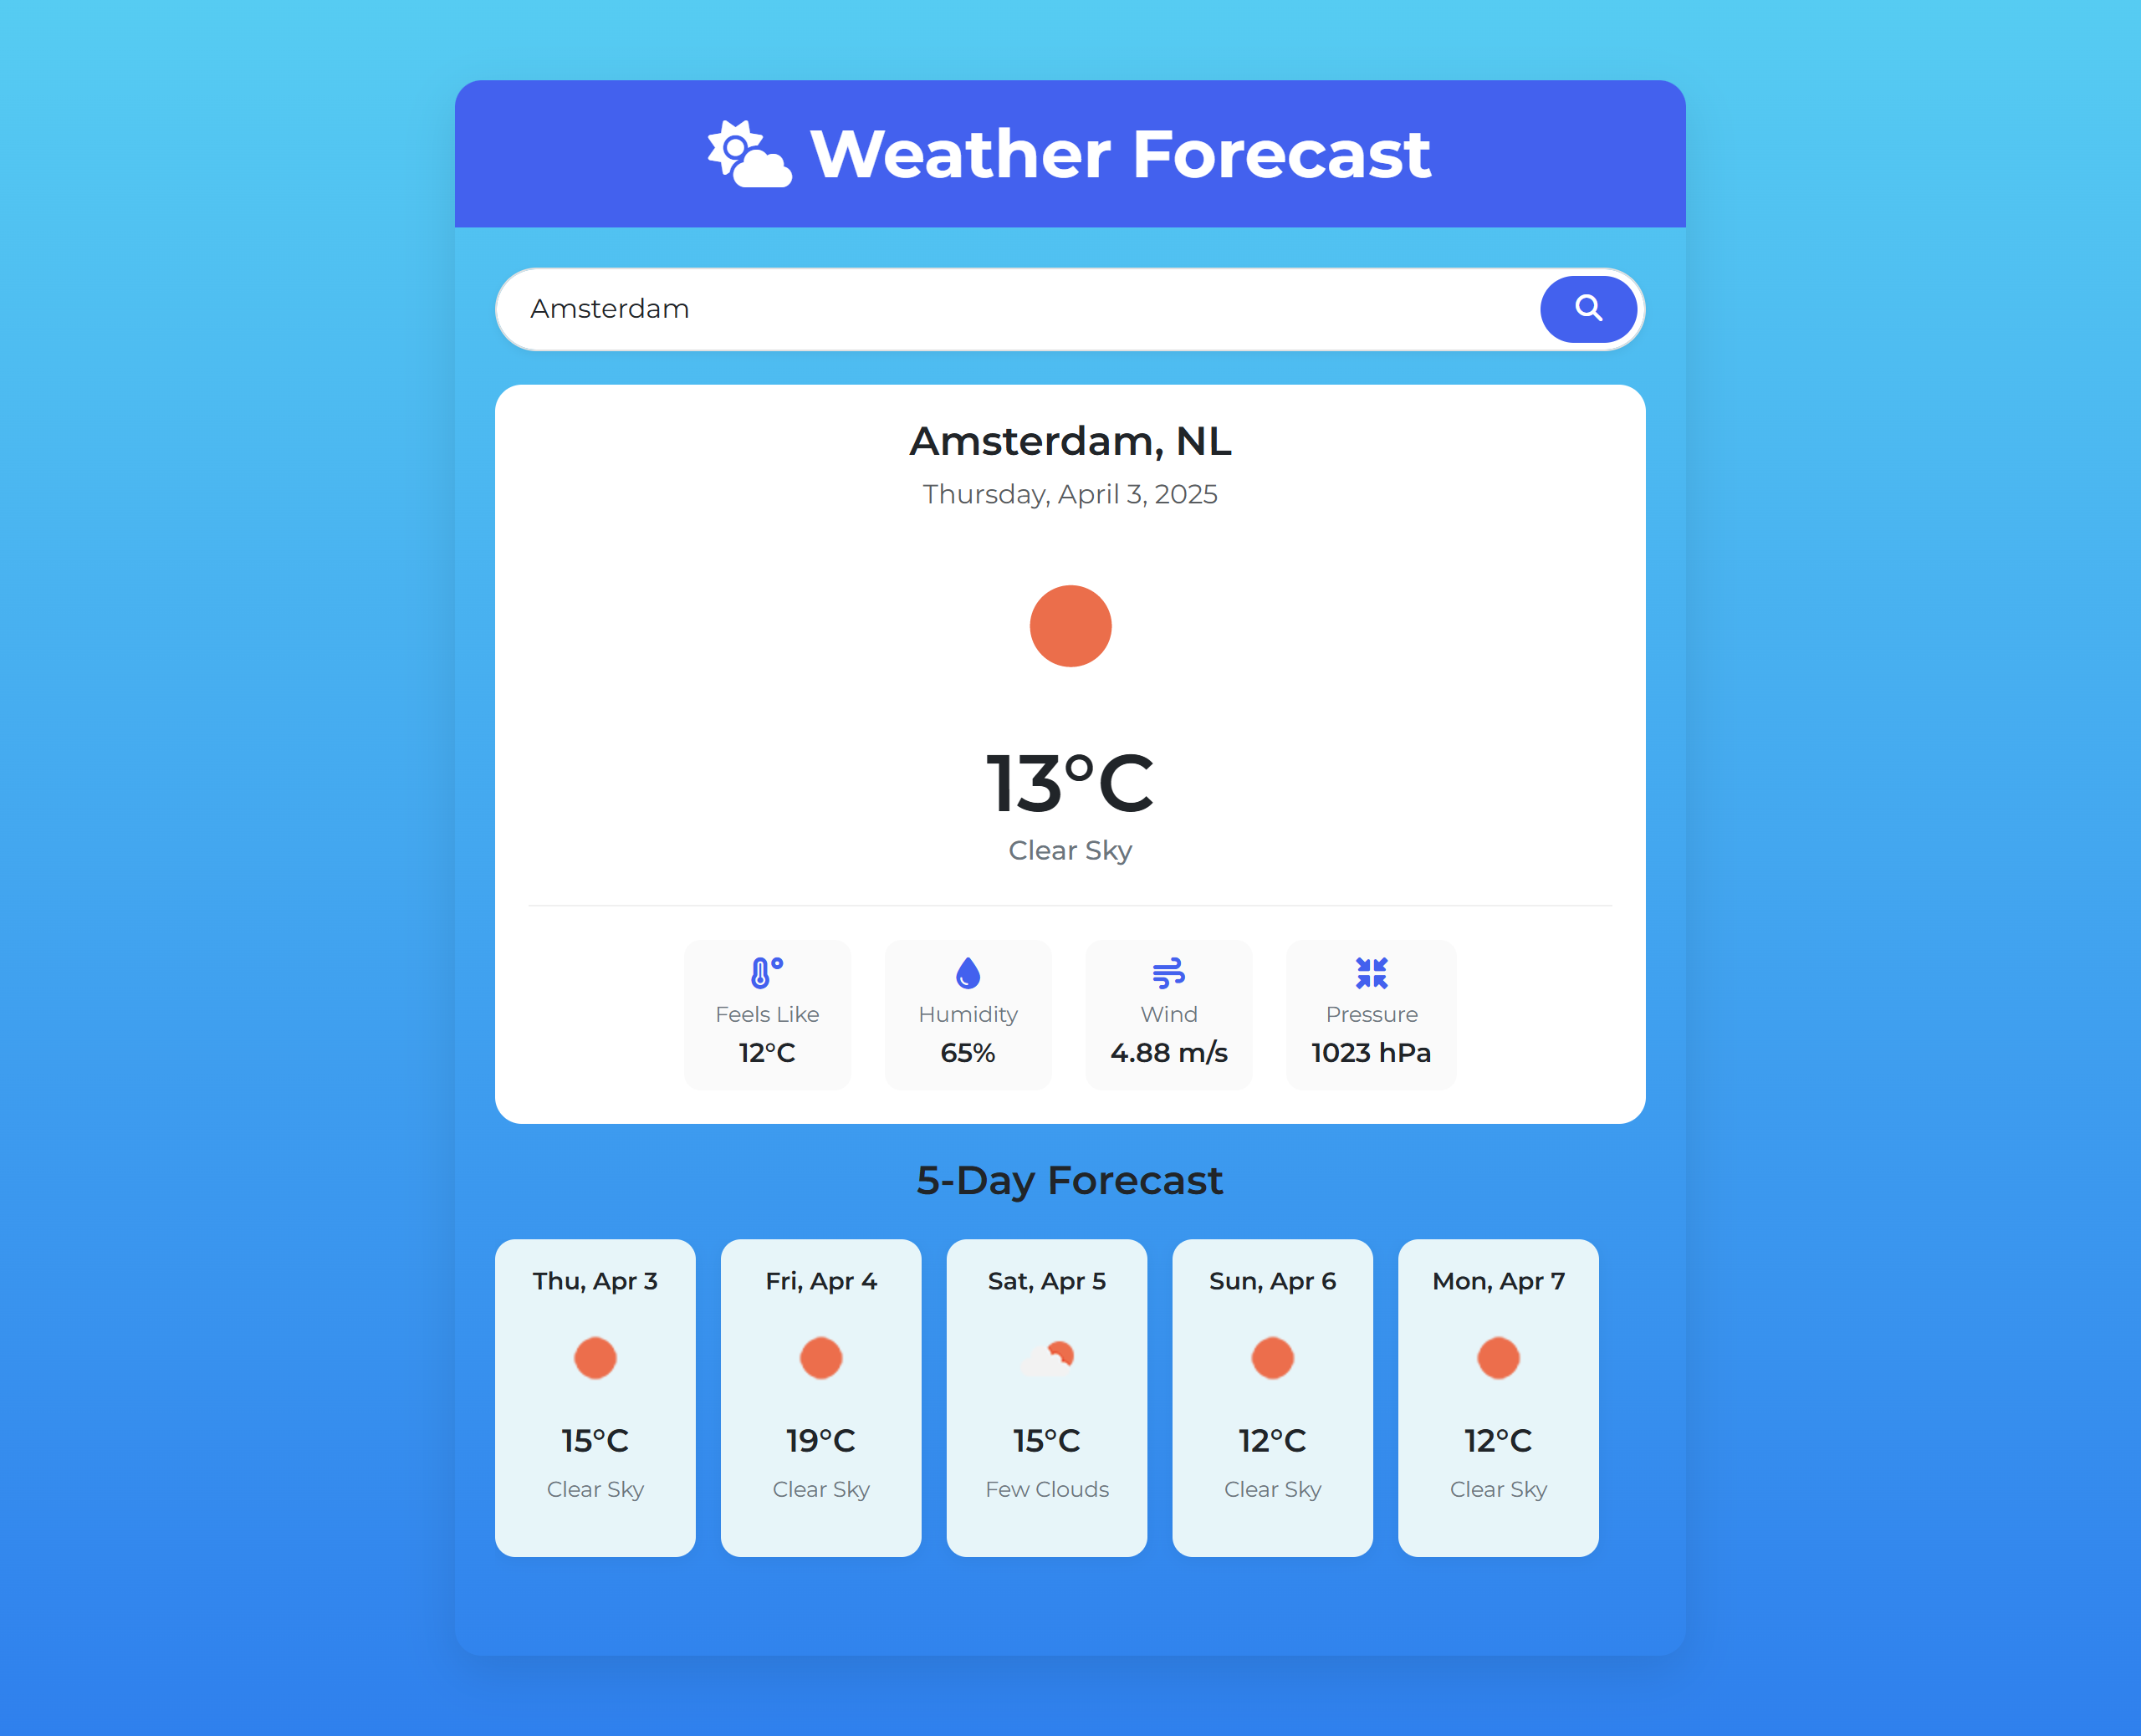 Weather Forecast
Amsterdam
Amsterdam, NL
Thursday, April 3, 2025
13°C
Clear Sky
Feels Like
12°C
Humidity
65%
Wind
4.88 m/s
Pressure
1023 hPa
5-Day Forecast
Thu, Apr 3
15°C
Clear Sky
Fri, Apr 4
19°C
Clear Sky
Sat, Apr 5
15°C
Few Clouds
Sun, Apr 6
12°C
Clear Sky
Mon, Apr 7
12°C
Clear Sky